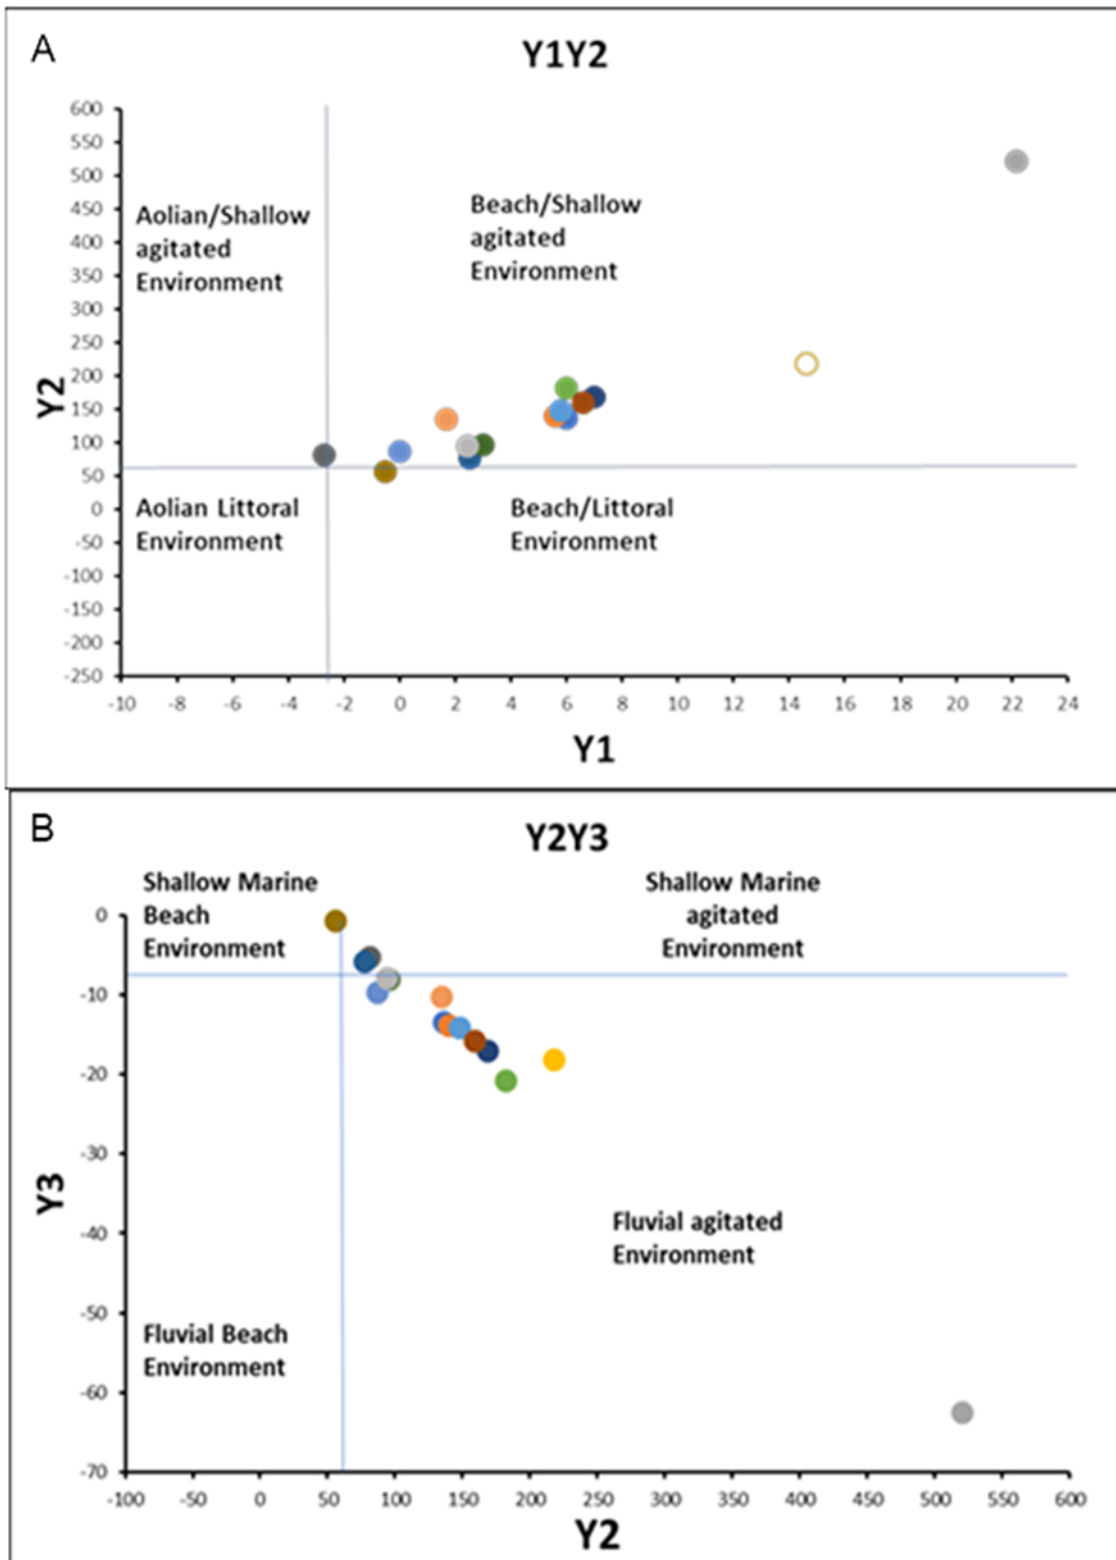 A
Y1Y2
600
550
500
450
400
350
300
250
200
150
100
50
0
-50
-100
-150
-200
-250
Y2
Aolian/Shallow
agitated
Environment
Beach/Shallow
agitated
Environment
Aolian Littoral
Environment
Beach/Littoral
Environment
-10 -8 -6 -4 -2 0 2 4 6 8 10 12 14 16 18 20 22 24
Y1
B
Y2Y3
Shallow Marine
Beach
Environment
Shallow Marine
agitated
Environment
0
-10
-20
-30
-40
-50
-60
-70
Y3
Fluvial agitated
Environment
Fluvial Beach
Environment
-100 -50 0 50 100 150 200 250 300 350 400 450 500 550 600
Y2